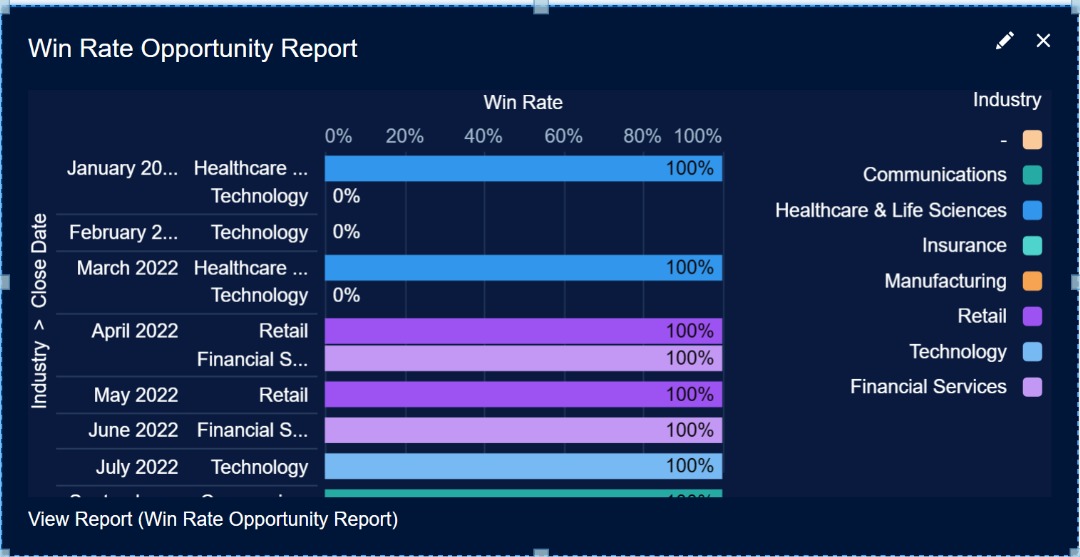 Win Rate Opportunity Report
Win Rate
0% 20% 40% 60% 80% 100%
Industry > Close Date
January 20... Healthcare ... 100%
Technology 0%
February 2... Technology 0%
March 2022 Healthcare ... 100%
Technology 0%
April 2022 Retail 100%
Financial S... 100%
May 2022 Retail 100%
June 2022 Financial S... 100%
July 2022 Technology 100%
Industry
-
Communications
Healthcare & Life Sciences
Insurance
Manufacturing
Retail
Technology
Financial Services
View Report (Win Rate Opportunity Report)